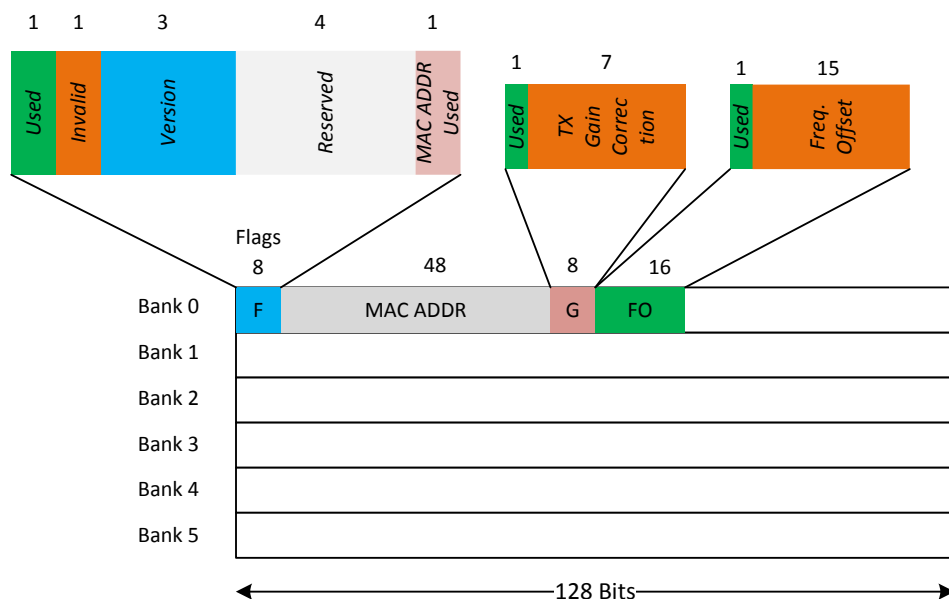 1 1 3 4 1
Used
Invalid
Version
Reserved
MAC ADDR
Used
1 7
Used
TX
Gain
Correc
tion
1 15
Used
Freq.
Offset
Flags
8 48 8 16
Bank 0 F MAC ADDR G FO
Bank 1
Bank 2
Bank 3
Bank 4
Bank 5
128 Bits